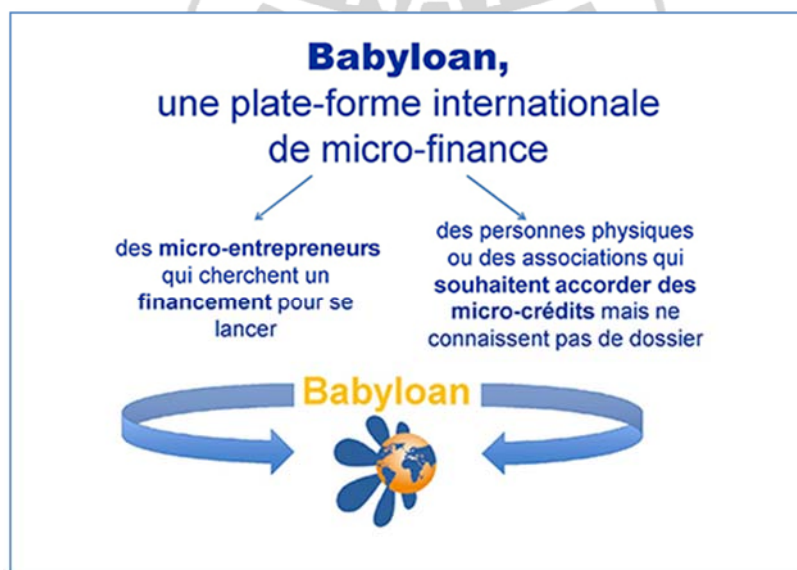 Babyloan,
une plate-forme internationale
de micro-finance
des micro-entrepreneurs
qui cherchent un
financement pour se
lancer
des personnes physiques
ou des associations qui
souhaitent accorder des
micro-crédits mais ne
connaissent pas de dossier
Babyloan